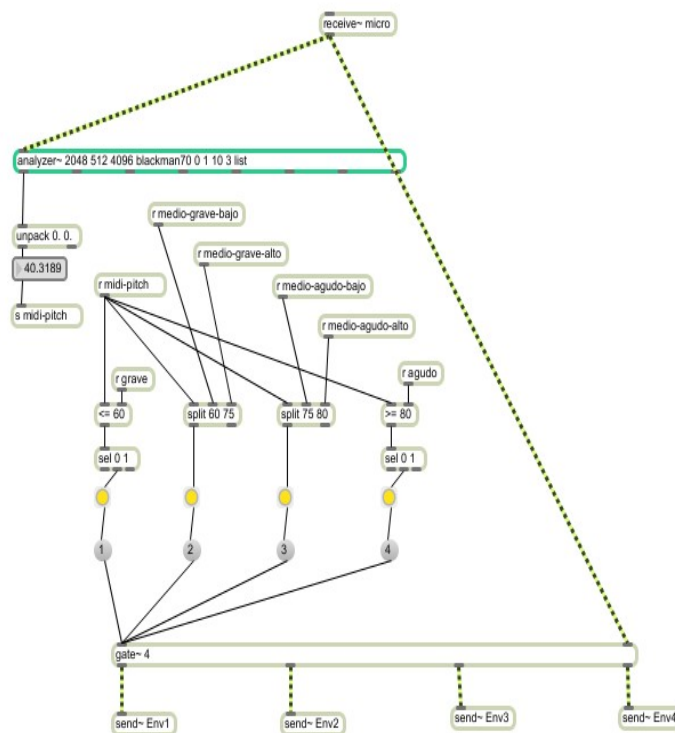 receive~ micro
analyzer~ 2048 512 4096 blackman70 0 1 10 3 list
r medio-grave-bajo
unpack 0. 0.
r medio-grave-alto
40.3189
r midi-pitch
r medio-agudo-bajo
s midi-pitch
r medio-agudo-alto
r grave
r agudo
<= 60
split 60 75
split 75 80
>= 80
sel 0 1
sel 0 1
1
2
3
4
gate~ 4
send~ Env1
send~ Env2
send~ Env3
send~ Env4